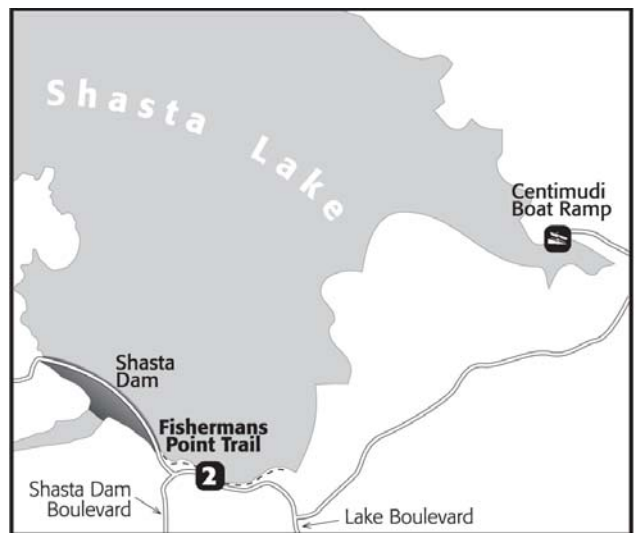 Shasta Lake
Centimudi
Boat Ramp
Shasta
Dam
Fishermans
Point Trail
2
Shasta Dam
Boulevard
Lake Boulevard